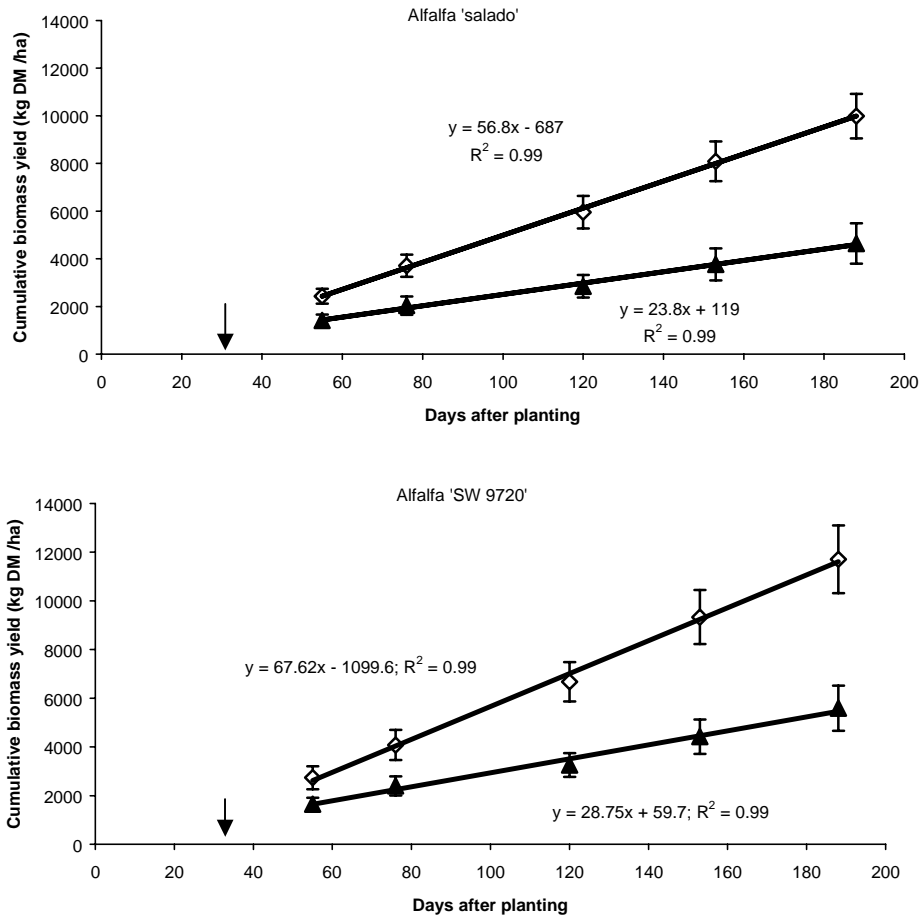 Alfalfa 'salado'
14000
12000
10000
8000
6000
4000
2000
0
Cumulative biomass yield (kg DM /ha)
y = 56.8x - 687
R² = 0.99
y = 23.8x + 119
R² = 0.99
0 20 40 60 80 100 120 140 160 180 200
Days after planting
Alfalfa 'SW 9720'
14000
12000
10000
8000
6000
4000
2000
0
Cumulative biomass yield (kg DM /ha)
y = 67.62x - 1099.6; R² = 0.99
y = 28.75x + 59.7; R² = 0.99
0 20 40 60 80 100 120 140 160 180 200
Days after planting